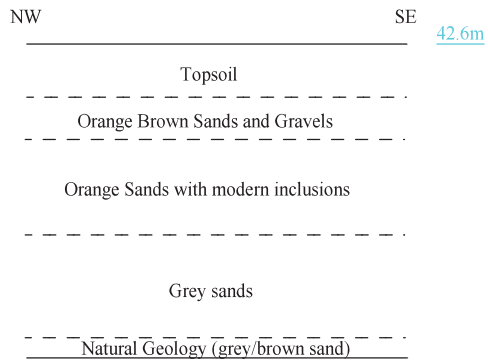 NW SE
42.6m
Topsoil
Orange Brown Sands and Gravels
Orange Sands with modern inclusions
Grey sands
Natural Geology (grey/brown sand)